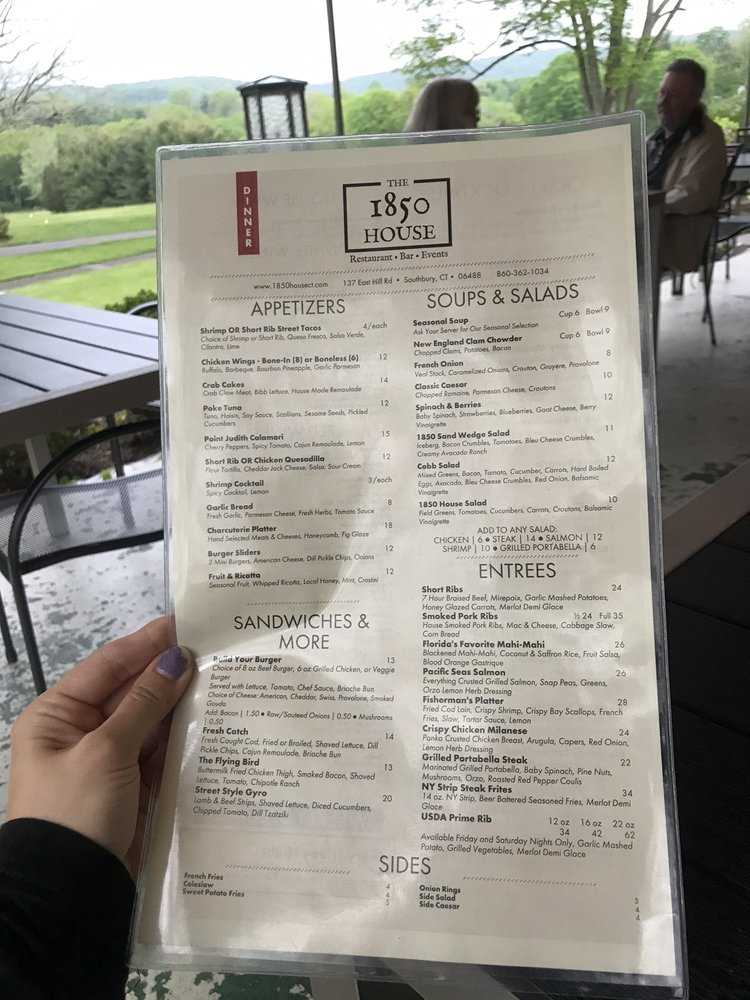 DINNER
THE
1850
HOUSE
Restaurant • Bar • Events
www.1850housect.com 137 East Hill Rd • Southbury, CT • 06488 860-362-1034
APPETIZERS
Shrimp OR Short Rib Street Tacos 4/each
Choice of Shrimp or Short Rib, Queso Fresco, Salsa Verde,
Cilantro, Lime
Chicken Wings - Bone-In (8) or Boneless (6) 12
Buffalo, Barbeque, Bourbon Pineapple, Garlic Parmesan
Crab Cakes 14
Crab Claw Meat, Bibb Lettuce, House Made Remoulade
Poke Tuna 12
Tuna, Hoisin, Soy Sauce, Scallions, Sesame Seeds, Pickled
Cucumbers
Point Judith Calamari 15
Cherry Peppers, Spicy Tomato, Cajun Remoulade, Lemon
Short Rib OR Chicken Quesadilla 12
Flour Tortilla, Cheddar Jack Cheese, Salsa, Sour Cream
Shrimp Cocktail 3/each
Spicy Cocktail, Lemon
Garlic Bread 8
Fresh Garlic, Parmesan Cheese, Fresh Herbs, Tomato Sauce
Charcuterie Platter 18
Hand Selected Meats & Cheeses, Honeycomb, Fig Glaze
Burger Sliders 12
3 Mini Burgers, American Cheese, Dill Pickle Chips, Onions
Fruit & Ricotta 12
Seasonal Fruit, Whipped Ricotta, Local Honey, Mint, Crostini
SANDWICHES &
MORE
Build Your Burger 13
Choice of 8 oz Beef Burger, 6 oz Grilled Chicken, or Veggie
Burger
Served with Lettuce, Tomato, Chef Sauce, Brioche Bun
Choice of Cheese: American, Cheddar, Swiss, Provalone, Smoked
Gouda
Add: Bacon | 1.50 • Raw/Sauteed Onions | 0.50 • Mushrooms
| 0.50
Fresh Catch 14
Fresh Caught Cod, Fried or Broiled, Shaved Lettuce, Dill
Pickle Chips, Cajun Remoulade, Brioche Bun
The Flying Bird 13
Buttermilk Fried Chicken Thigh, Smoked Bacon, Shaved
Lettuce, Tomato, Chipotle Ranch
Street Style Gyro 20
Lamb & Beef Strips, Shaved Lettuce, Diced Cucumbers,
Chipped Tomato, Dill Tzatziki
SOUPS & SALADS
Seasonal Soup Cup 6 Bowl 9
Ask Your Server for Our Seasonal Selection
New England Clam Chowder Cup 6 Bowl 9
Chopped Clams, Potatoes, Bacon
French Onion 8
Veal Stock, Caramelized Onions, Crouton, Gruyere, Provalone
Classic Caesar 10
Chopped Romaine, Parmesan Cheese, Croutons
Spinach & Berries 12
Baby Spinach, Strawberries, Blueberries, Goat Cheese, Berry
Vinaigrette
1850 Sand Wedge Salad 11
Iceberg, Bacon Crumbles, Tomatoes, Bleu Cheese Crumbles,
Creamy Avocado Ranch
Cobb Salad 12
Mixed Greens, Bacon, Tomato, Cucumber, Carrots, Hard Boiled
Eggs, Avocado, Bleu Cheese Crumbles, Red Onion, Balsamic
Vinaigrette
1850 House Salad 10
Field Greens, Tomatoes, Cucumbers, Carrots, Croutons, Balsamic
Vinaigrette
ADD TO ANY SALAD:
CHICKEN | 6 • STEAK | 14 • SALMON | 12
SHRIMP | 10 • GRILLED PORTABELLA | 6
ENTREES
Short Ribs 24
7 Hour Braised Beef, Mirepoix, Garlic Mashed Potatoes,
Honey Glazed Carrots, Merlot Demi Glace
Smoked Pork Ribs ½ 24 Full 35
House Smoked Pork Ribs, Mac & Cheese, Cabbage Slaw,
Corn Bread
Florida's Favorite Mahi-Mahi 26
Blackened Mahi-Mahi, Coconut & Saffron Rice, Fruit Salsa,
Blood Orange Gastrique
Pacific Seas Salmon 26
Everything Crusted Grilled Salmon, Snap Peas, Greens,
Orzo Lemon Herb Dressing
Fisherman's Platter 28
Fried Cod Loin, Crispy Shrimp, Crispy Bay Scallops, French
Fries, Slaw, Tartar Sauce, Lemon
Crispy Chicken Milanese 24
Panko Crusted Chicken Breast, Arugula, Capers, Red Onion,
Lemon Herb Dressing
Grilled Portabella Steak 22
Marinated Grilled Portabella, Baby Spinach, Pine Nuts,
Mushrooms, Orzo, Roasted Red Pepper Coulis
NY Strip Steak Frites 34
14 oz. NY Strip, Beer Battered Seasoned Fries, Merlot Demi
Glace
USDA Prime Rib 12 oz 16 oz 22 oz
34 42 62
Available Friday and Saturday Nights Only, Garlic Mashed
Potato, Grilled Vegetables, Merlot Demi Glace
SIDES
French Fries 4
Coleslaw 4
Sweet Potato Fries 5
Onion Rings 5
Side Salad 4
Side Caesar 4